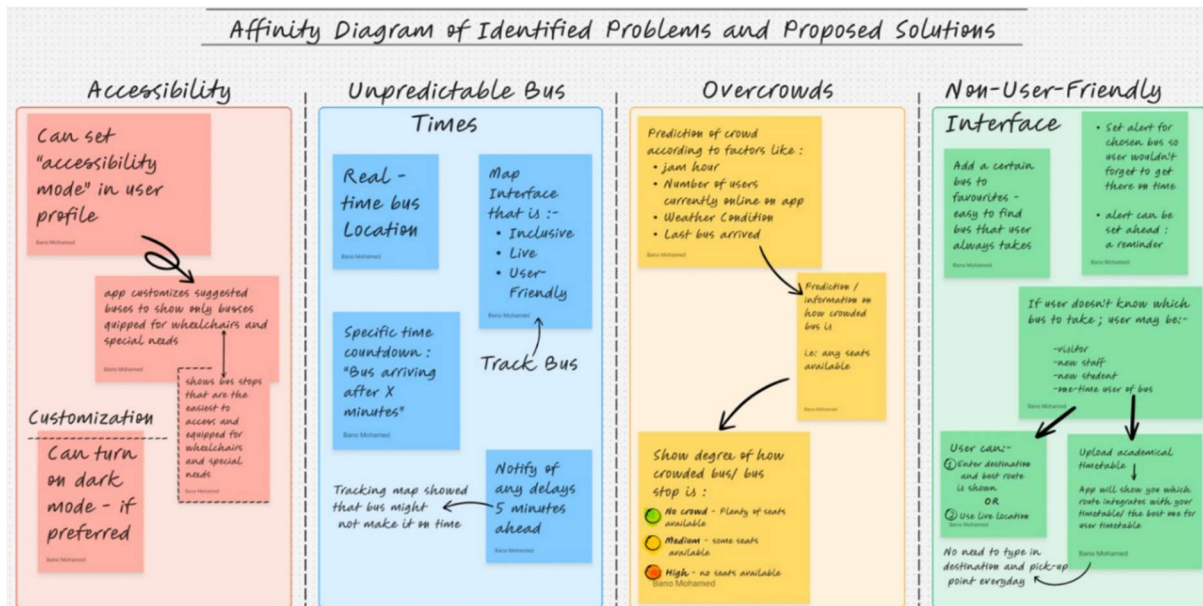 Affinity Diagram of Identified Problems and Proposed Solutions
Accessibility
Can set
"accessibility
mode" in user
profile
Bano Mohamed
app customizes suggested
buses to show only busses
quipped for wheelchairs and
special needs
Bano Mohamed
shows bus stops
that are the
easiest to
access and
equipped for
wheelchairs
and special
needs
Bano Mohamed
Customization
Can turn
on dark
mode - if
preferred
Bano Mohamed
Unpredictable Bus
Times
Real -
time bus
Location
Bano Mohamed
Map
Interface
that is :-
• Inclusive
• Live
• User-
Friendly
Bano Mohamed
Track Bus
Specific time
countdown :
"Bus arriving
after X
minutes"
Bano Mohamed
Notify of
any delays
5 minutes
ahead
Bano Mohamed
Tracking map showed
that bus might
not make it on time
Overcrowds
Prediction of crowd
according to factors like :
• jam hour
• Number of users
currently online on app
• Weather Condition
• Last bus arrived
Bano Mohamed
Prediction /
information on
how crowded
bus is
i.e: any seats
available
Bano Mohamed
Show degree of how
crowded bus/ bus
stop is :
No crowd - Plenty of seats
available
Medium - some seats
available
High - no seats available
Bano Mohamed
Non-User-Friendly
Interface
Add a certain
bus to
favourites -
easy to find
bus that user
always takes
Bano Mohamed
• Set alert for
chosen bus so
user wouldn't
forget to get
there on time
• alert can be
set ahead :
a reminder
Bano Mohamed
If user doesn't know which
bus to take ; user may be:-
-visitor
-new staff
-new student
-one-time user of bus
Bano Mohamed
User can:-
1 Enter destination
and best route
is shown
OR
2 Use live location
Bano Mohamed
Upload academical
timetable
App will show you which
route integrates with your
timetable/ the best one for
user timetable
Bano Mohamed
No need to type in
destination and pick-up
point everyday